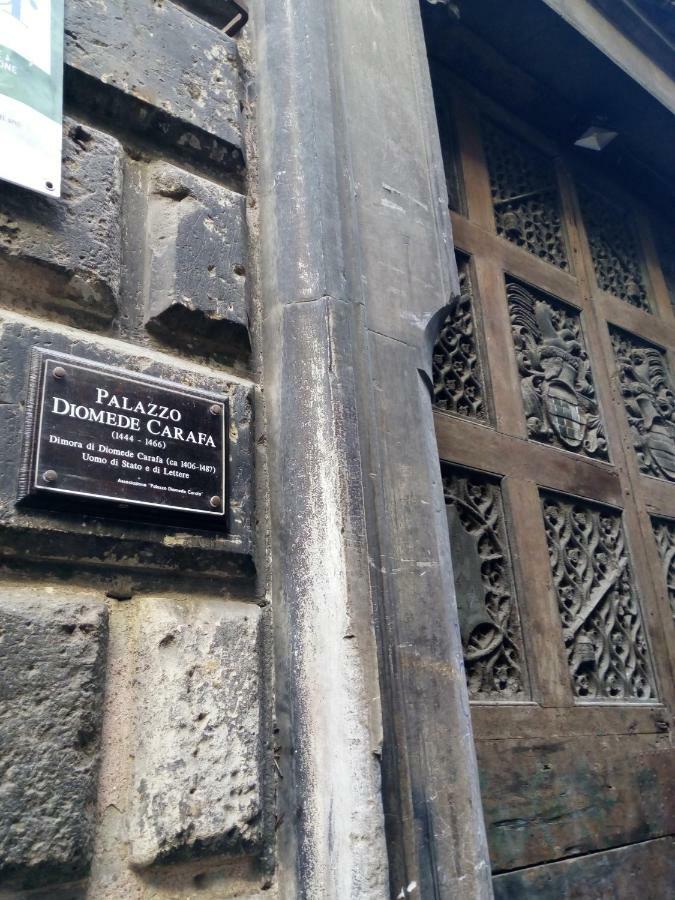 ONE
PALAZZO
DIOMEDE CARAFA
(1444 - 1466)
Dimora di Diomede Carafa (ca 1406-1487)
Uomo di Stato e di Lettere
Associazione "Palazzo Diomede Carafa"